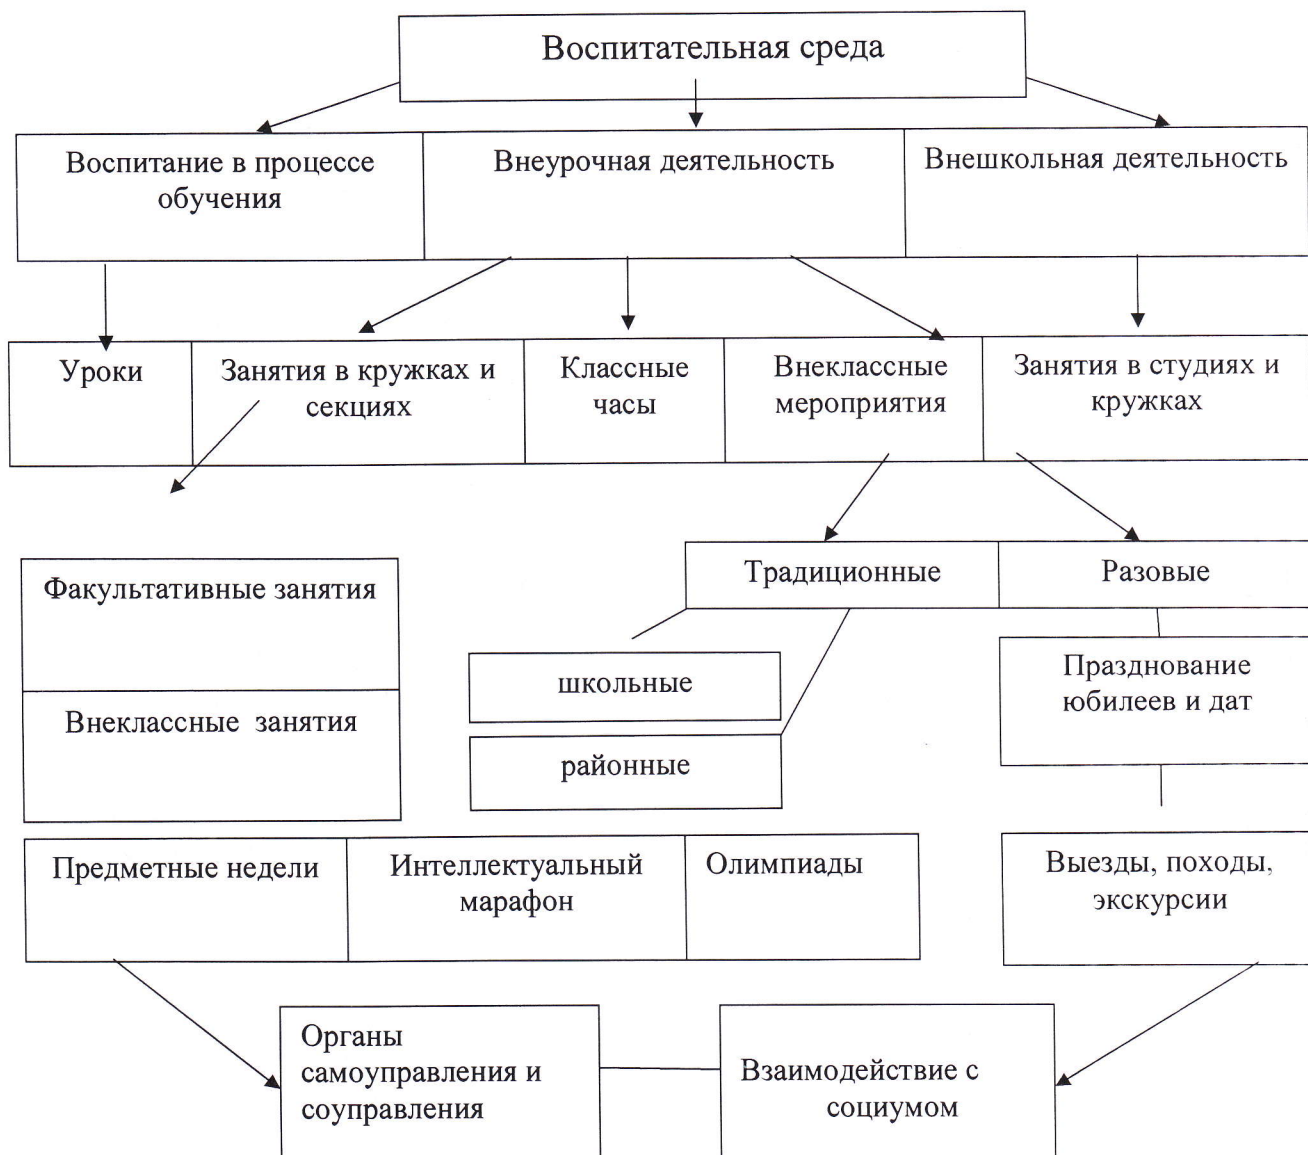 Воспитательная среда
Воспитание в процессе
обучения
Внеурочная деятельность
Внешкольная деятельность
Уроки
Занятия в кружках и
секциях
Классные
часы
Внеклассные
мероприятия
Занятия в студиях и
кружках
Факультативные занятия
Внеклассные занятия
Традиционные
Разовые
школьные
районные
Празднование
юбилеев и дат
Предметные недели
Интеллектуальный
марафон
Олимпиады
Выезды, походы,
экскурсии
Органы
самоуправления и
соуправления
Взаимодействие с
социумом